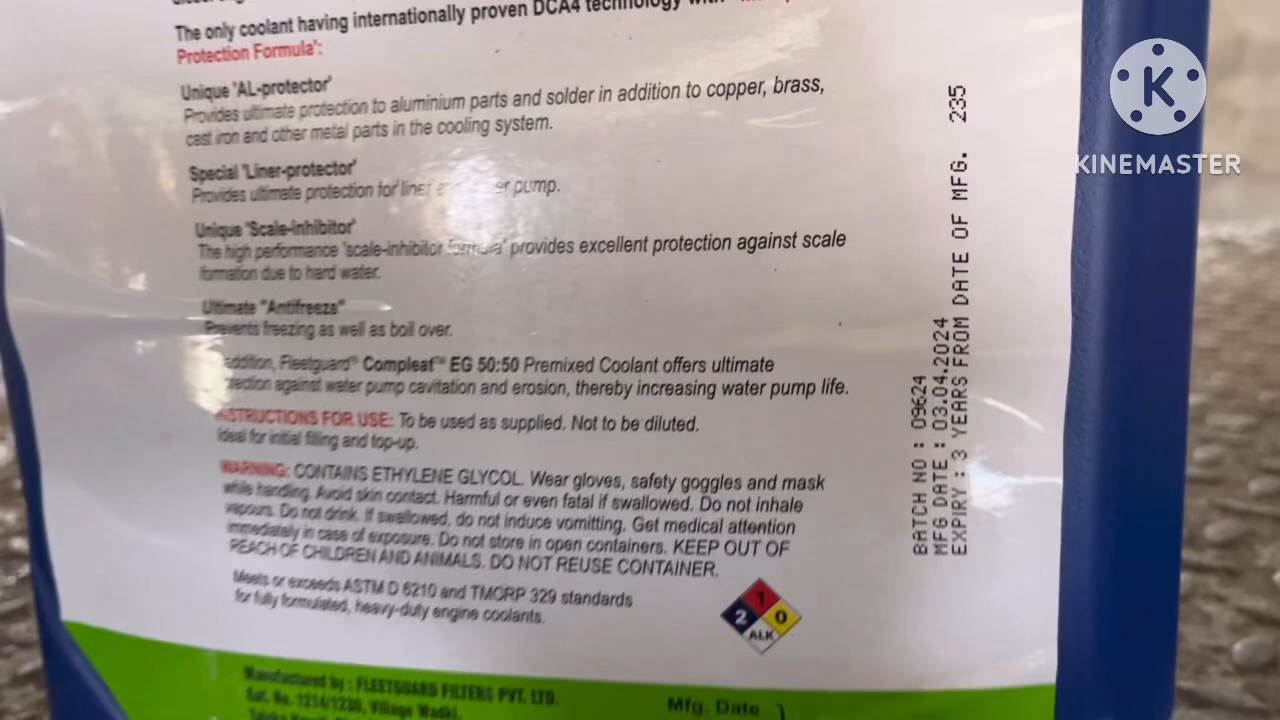 The only coolant having internationally proven DCA4 technology with
Protection Formula':
Unique 'AL-protector'
Provides ultimate protection to aluminium parts and solder in addition to copper, brass,
cast iron and other metal parts in the cooling system.
Special 'Liner-protector'
Provides ultimate protection for liner pump.
Unique 'Scale-inhibitor'
The high performance 'scale-inhibitor formula' provides excellent protection against scale
formation due to hard water.
Ultimate "Antifreeze"
Prevents freezing as well as boil over.
addition, Fleetguard® Compleat™ EG 50:50 Premixed Coolant offers ultimate
against water pump cavitation and erosion, thereby increasing water pump life.
INSTRUCTIONS FOR USE: To be used as supplied. Not to be diluted.
Ideal for initial filling and top-up.
WARNING: CONTAINS ETHYLENE GLYCOL. Wear gloves, safety goggles and mask
while handling. Avoid skin contact. Harmful or even fatal if swallowed. Do not inhale
vapours. Do not drink. If swallowed, do not induce vomitting. Get medical attention
immediately in case of exposure. Do not store in open containers. KEEP OUT OF
REACH OF CHILDREN AND ANIMALS. DO NOT REUSE CONTAINER.
Meets or exceeds ASTM D 6210 and TMCRP 329 standards
for fully formulated, heavy-duty engine coolants.
1
2 0
ALK
Manufactured by : FLEETGUARD FILTERS PVT. LTD.
Gat. No. 1214/1230, Village Wadki,
Mfg. Date
BATCH NO : 09624
MFG DATE : 03.04.2024
EXPIRY : 3 YEARS FROM DATE OF MFG. 235
K
KINEMASTER